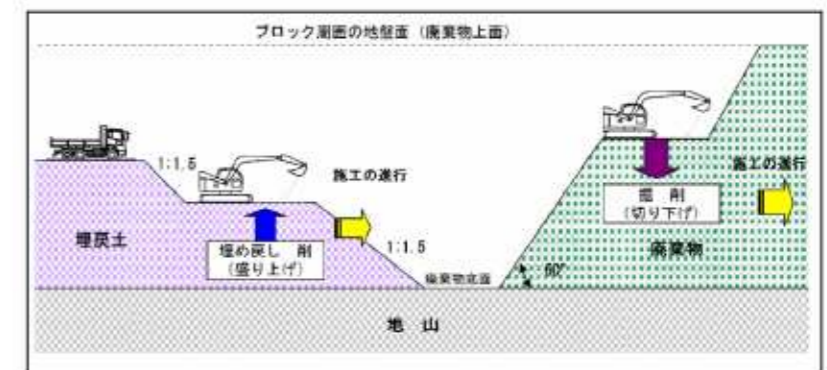 ブロック周囲の地盤面（廃棄物上面）
1:1.5
施工の進行
施工の進行
掘 削
(切り下げ)
埋戻土
埋め戻し 削
(盛り上げ)
1:1.5
廃棄物
廃棄物底面
60°
地 山